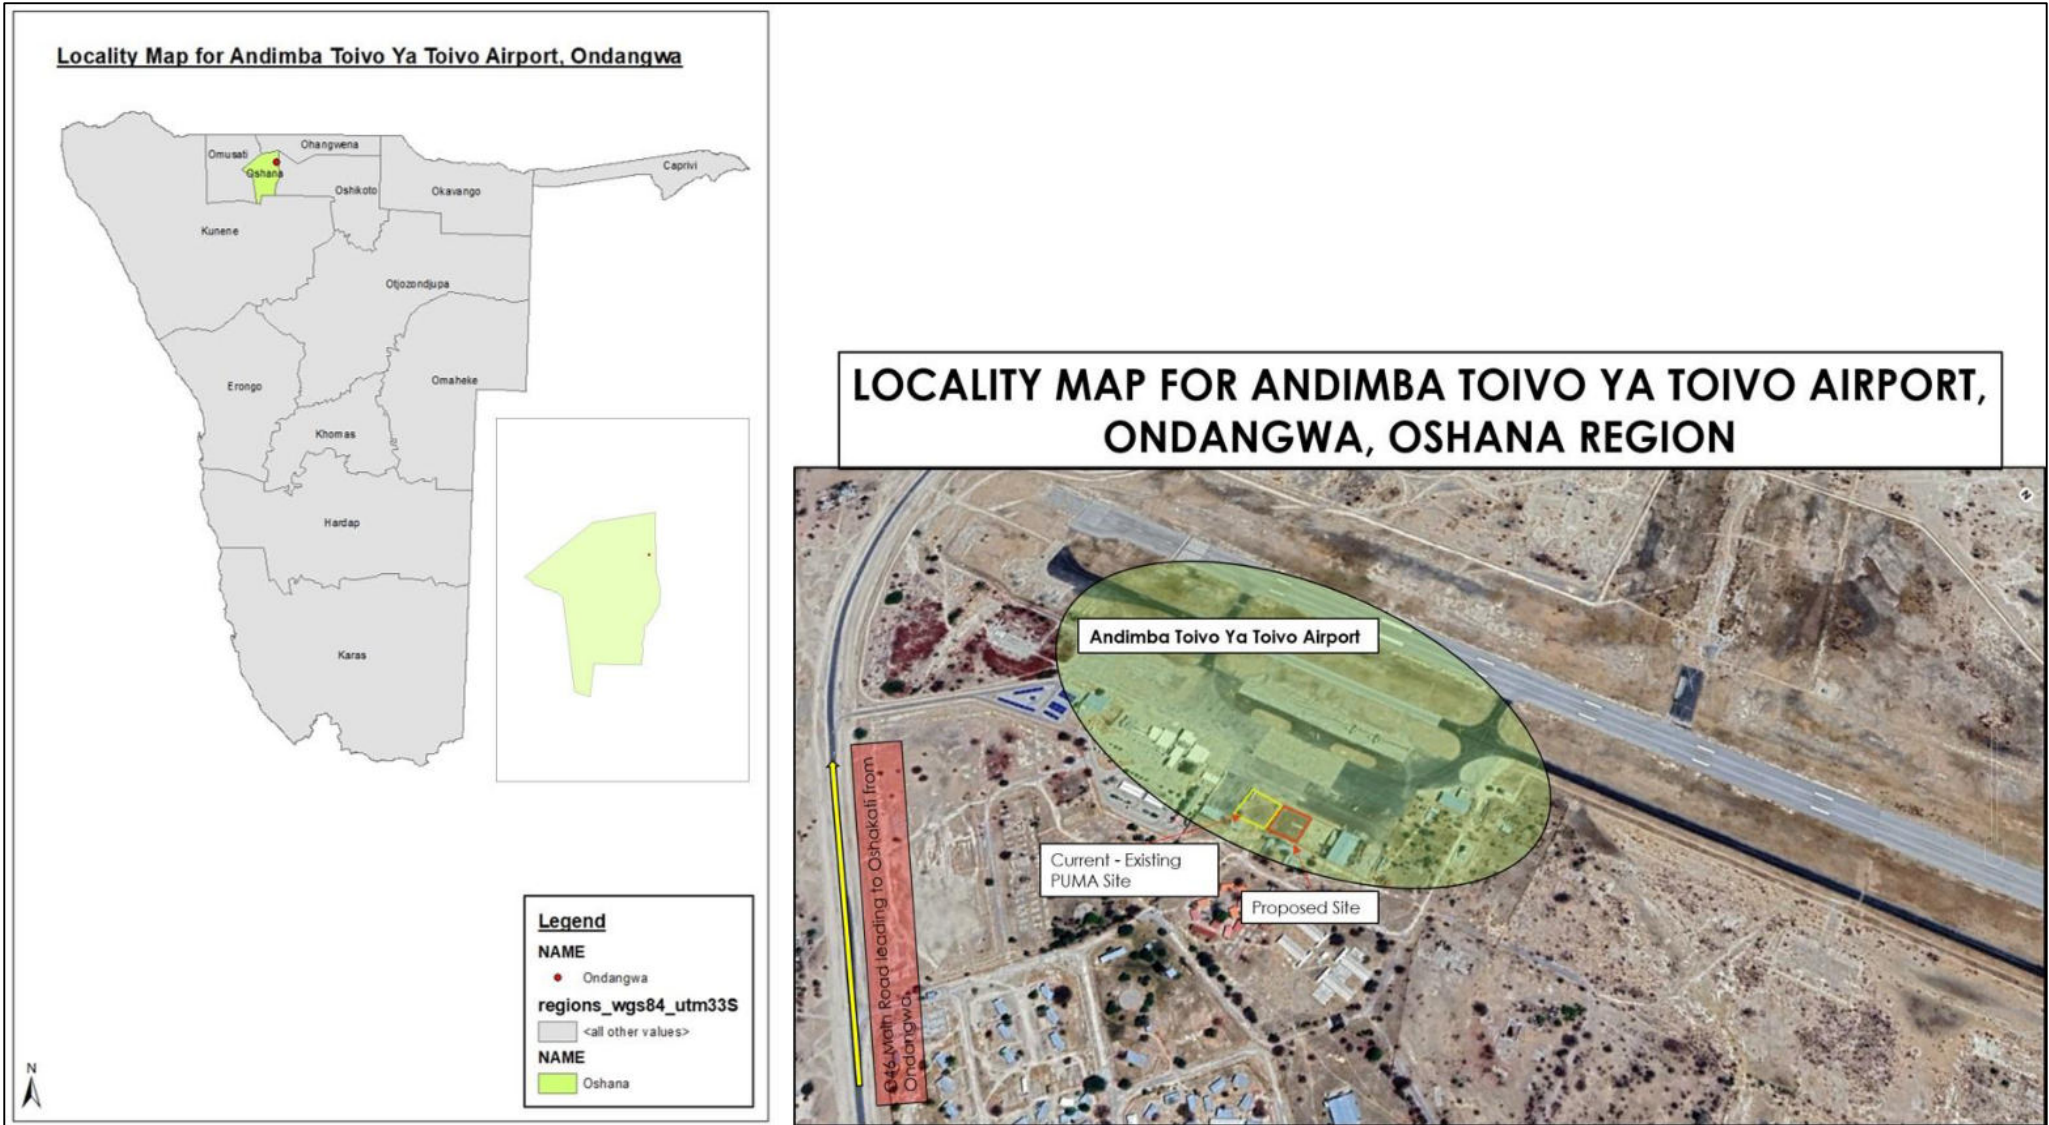 Locality Map for Andimba Toivo Ya Toivo Airport, Ondangwa
Ohangwena
Omusati
Caprivi
Oshana
Oshikoto
Okavango
Kunene
Otjozondjupa
Omaheke
Erongo
Khomas
Hardap
Karas
Legend
NAME
Ondangwa
regions_wgs84_utm33S
<all other values>
NAME
Oshana
N
LOCALITY MAP FOR ANDIMBA TOIVO YA TOIVO AIRPORT,
ONDANGWA, OSHANA REGION
N
Andimba Toivo Ya Toivo Airport
Current - Existing
PUMA Site
Proposed Site
C46 Main Road leading to Oshakati from
Ondangwa